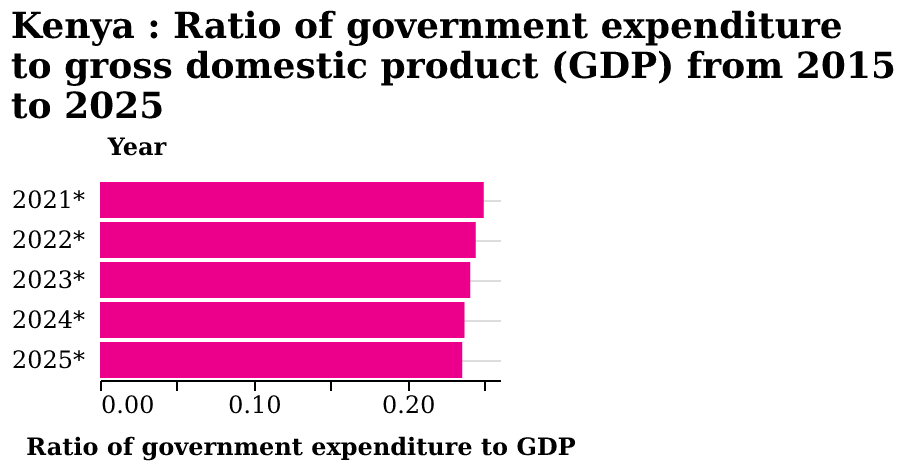 Kenya : Ratio of government expenditure
to gross domestic product (GDP) from 2015
to 2025
Year
2021*
2022*
2023*
2024*
2025*
0.00 0.10 0.20
Ratio of government expenditure to GDP